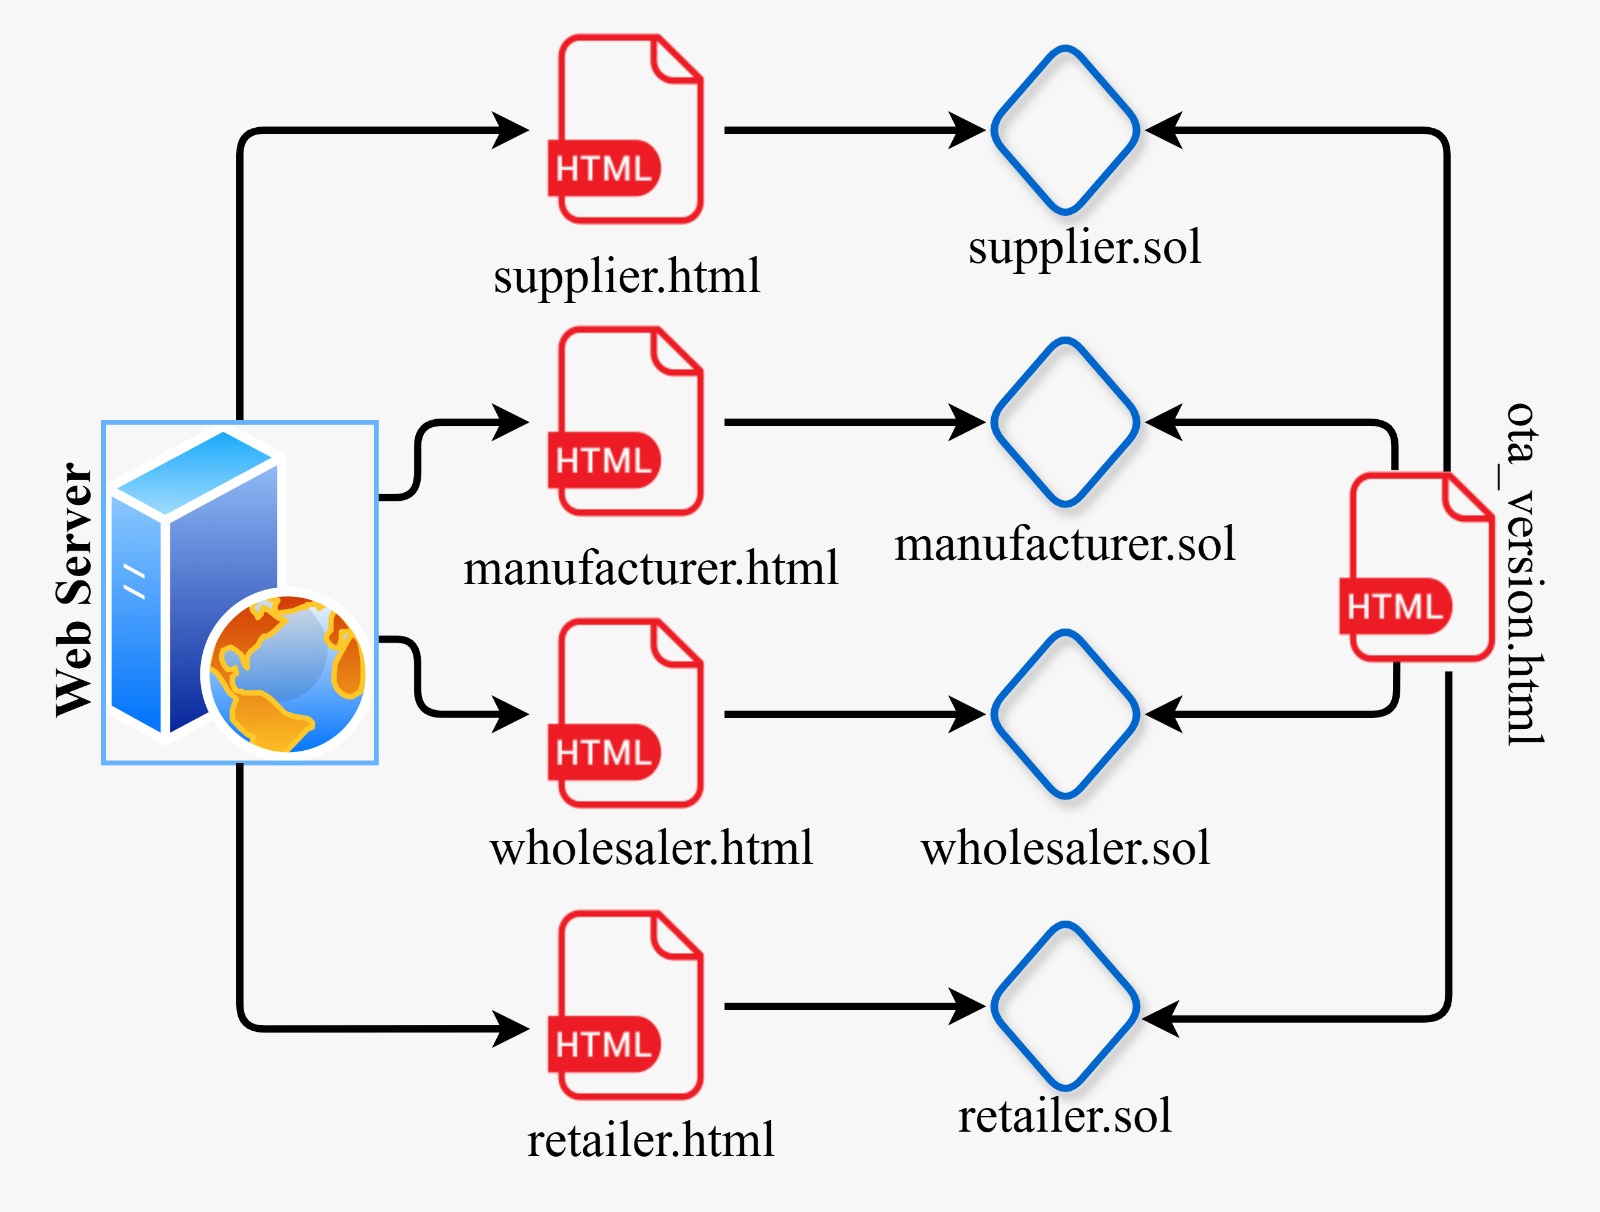 HTML
supplier.html
supplier.sol
HTML
manufacturer.html
manufacturer.sol
Web Server
HTML
ota_version.html
HTML
wholesaler.html
wholesaler.sol
HTML
retailer.html
retailer.sol